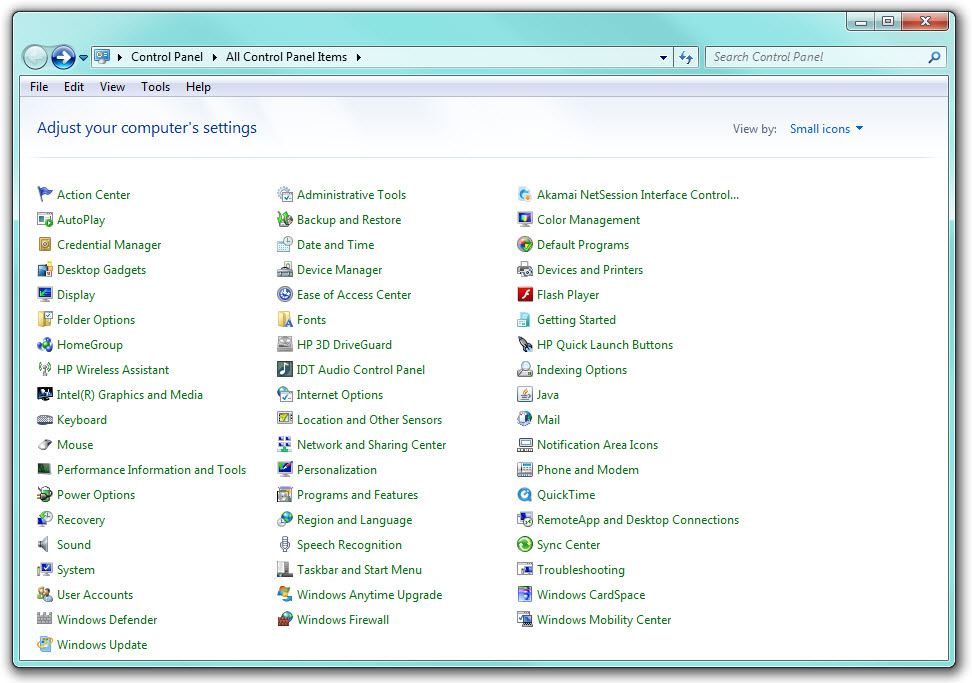 Control Panel All Control Panel Items Search Control Panel
File Edit View Tools Help
Adjust your computer's settings View by: Small icons
Action Center Administrative Tools Akamai NetSession Interface Control...
AutoPlay Backup and Restore Color Management
Credential Manager Date and Time Default Programs
Desktop Gadgets Device Manager Devices and Printers
Display Ease of Access Center Flash Player
Folder Options Fonts Getting Started
HomeGroup HP 3D DriveGuard HP Quick Launch Buttons
HP Wireless Assistant IDT Audio Control Panel Indexing Options
Intel(R) Graphics and Media Internet Options Java
Keyboard Location and Other Sensors Mail
Mouse Network and Sharing Center Notification Area Icons
Performance Information and Tools Personalization Phone and Modem
Power Options Programs and Features QuickTime
Recovery Region and Language RemoteApp and Desktop Connections
Sound Speech Recognition Sync Center
System Taskbar and Start Menu Troubleshooting
User Accounts Windows Anytime Upgrade Windows CardSpace
Windows Defender Windows Firewall Windows Mobility Center
Windows Update